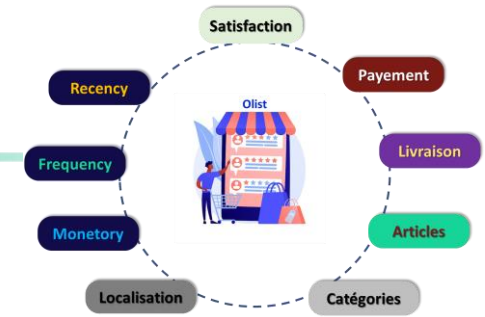 Satisfaction
Payement
Recency
Olist
Livraison
Frequency
Monetory
Articles
Localisation
Catégories